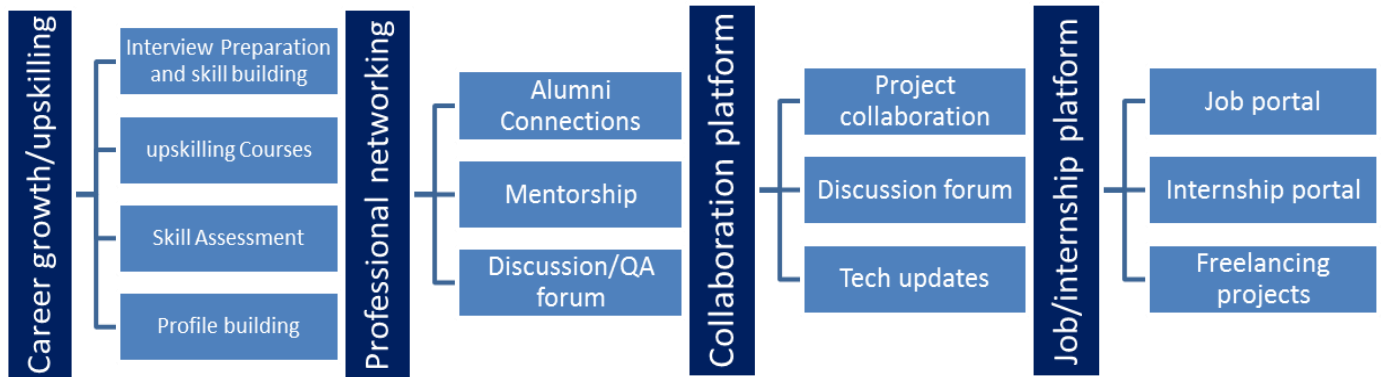 Career growth/upskilling
Interview Preparation
and skill building
upskilling Courses
Skill Assessment
Profile building
Professional networking
Alumni
Connections
Mentorship
Discussion/QA
forum
Collaboration platform
Project
collaboration
Discussion forum
Tech updates
Job/internship platform
Job portal
Internship portal
Freelancing
projects